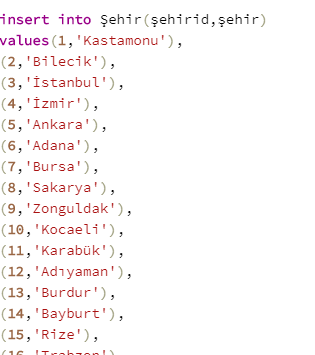 insert into Şehir(şehirid,şehir)
values(1,'Kastamonu'),
(2,'Bilecik'),
(3,'İstanbul'),
(4,'İzmir'),
(5,'Ankara'),
(6,'Adana'),
(7,'Bursa'),
(8,'Sakarya'),
(9,'Zonguldak'),
(10,'Kocaeli'),
(11,'Karabük'),
(12,'Adıyaman'),
(13,'Burdur'),
(14,'Bayburt'),
(15,'Rize'),
(16,'Trabzon')